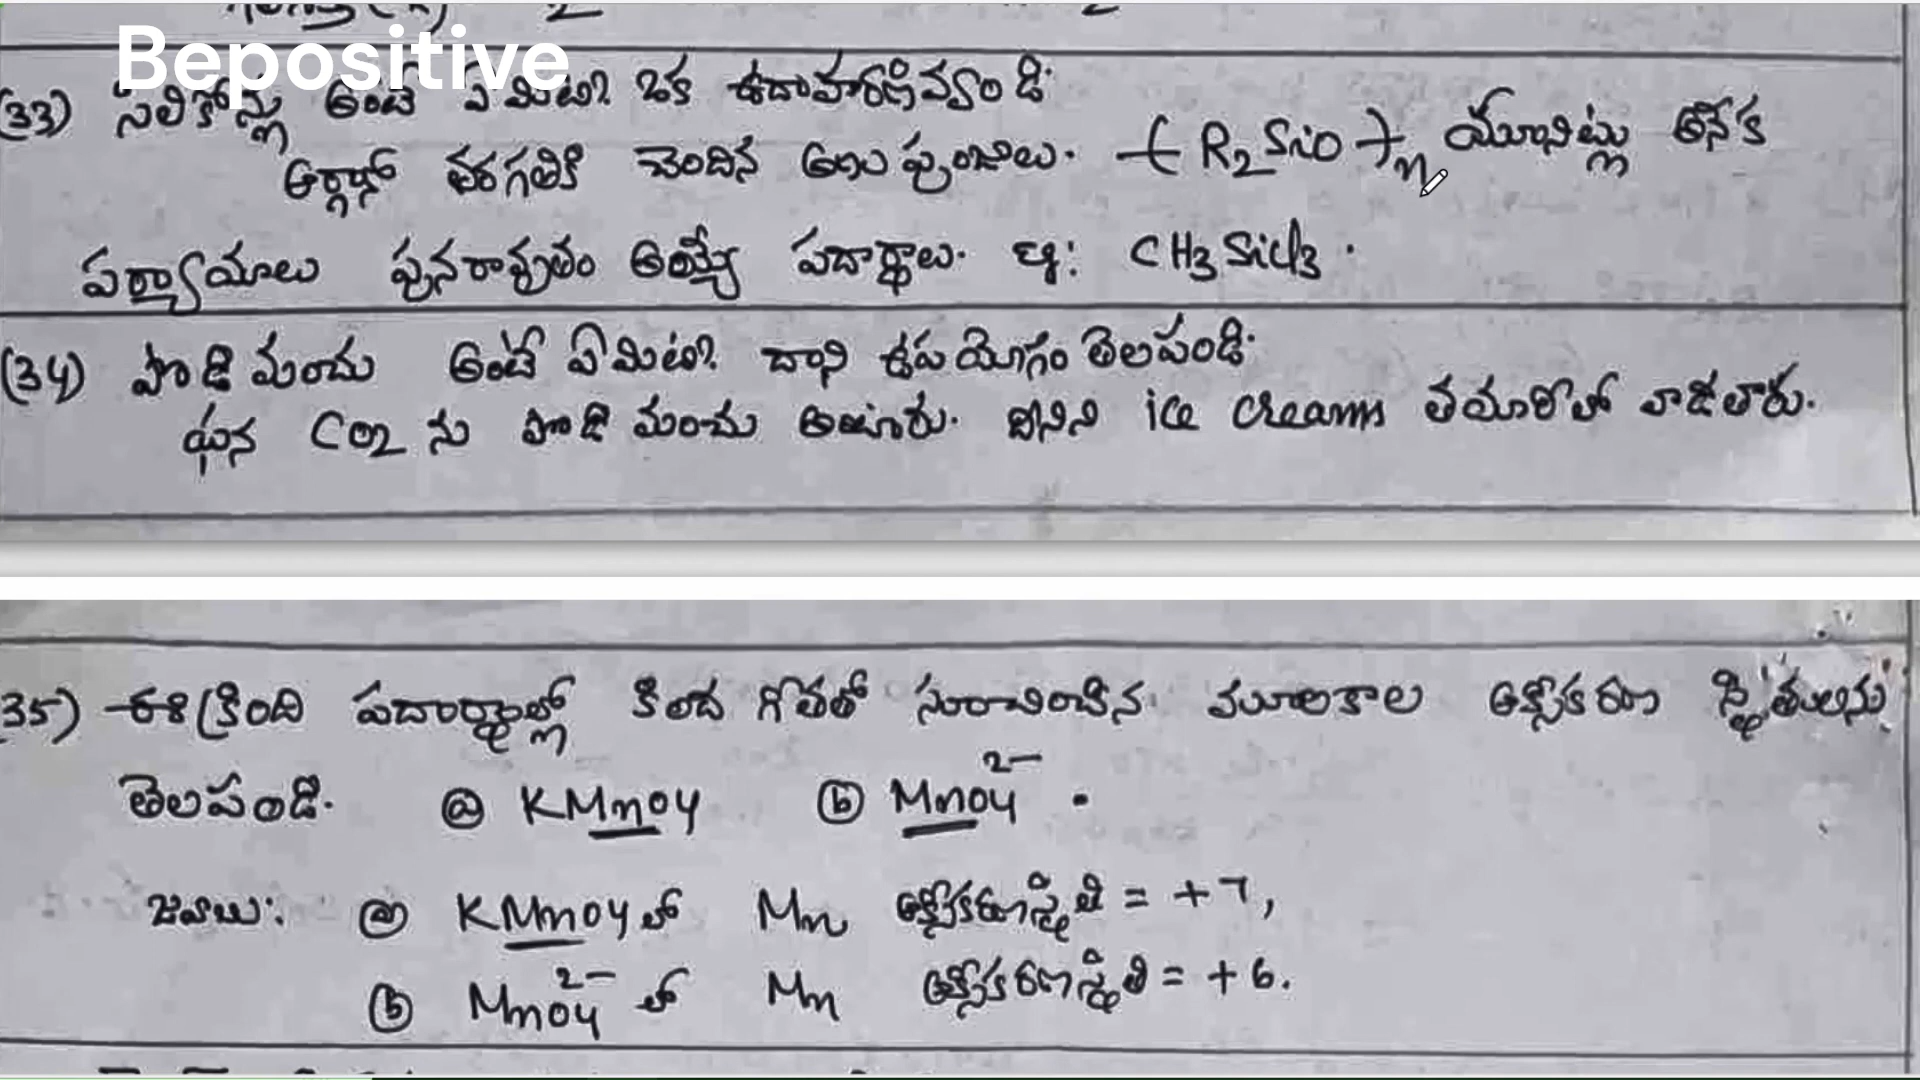 Bepositive
(33) సిలికోన్లు అంటే ఏమిటి? ఒక ఉదాహరణివ్వండి.
ఆర్గానో వర్గానికి చెందిన అణు పుంజాలు. -( R2SiO )-n యూనిట్లు అనేక
పర్యాయాలు పునరావృతం అయ్యే పదార్థాలు. ఉ: CH3SiCl3.
(34) పొడి మంచు అంటే ఏమిటి? దాని ఉపయోగం తెలపండి.
ఘన CO2 ను పొడి మంచు అంటారు. దీనిని ice creams తయారీలో వాడతారు.
35) ఈ క్రింది పదార్థాల్లో కింద గీతతో సూచించిన మూలకాల ఆక్సీకరణ స్థితులను
తెలపండి. ⓐ KMnO4 ⓑ MnO4 2- .
జవాబు: ⓐ KMnO4 లో Mn ఆక్సీకరణస్థితి = +7,
ⓑ MnO4 2- లో Mn ఆక్సీకరణస్థితి = +6.